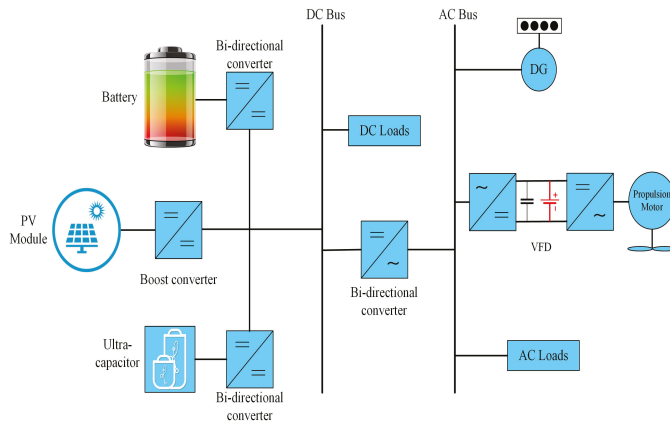 DC Bus
AC Bus
Bi-directional
converter
Battery
DG
DC Loads
PV
Module
Boost converter
Propulsion
Motor
VFD
Bi-directional
converter
Ultra-
capacitor
AC Loads
Bi-directional
converter